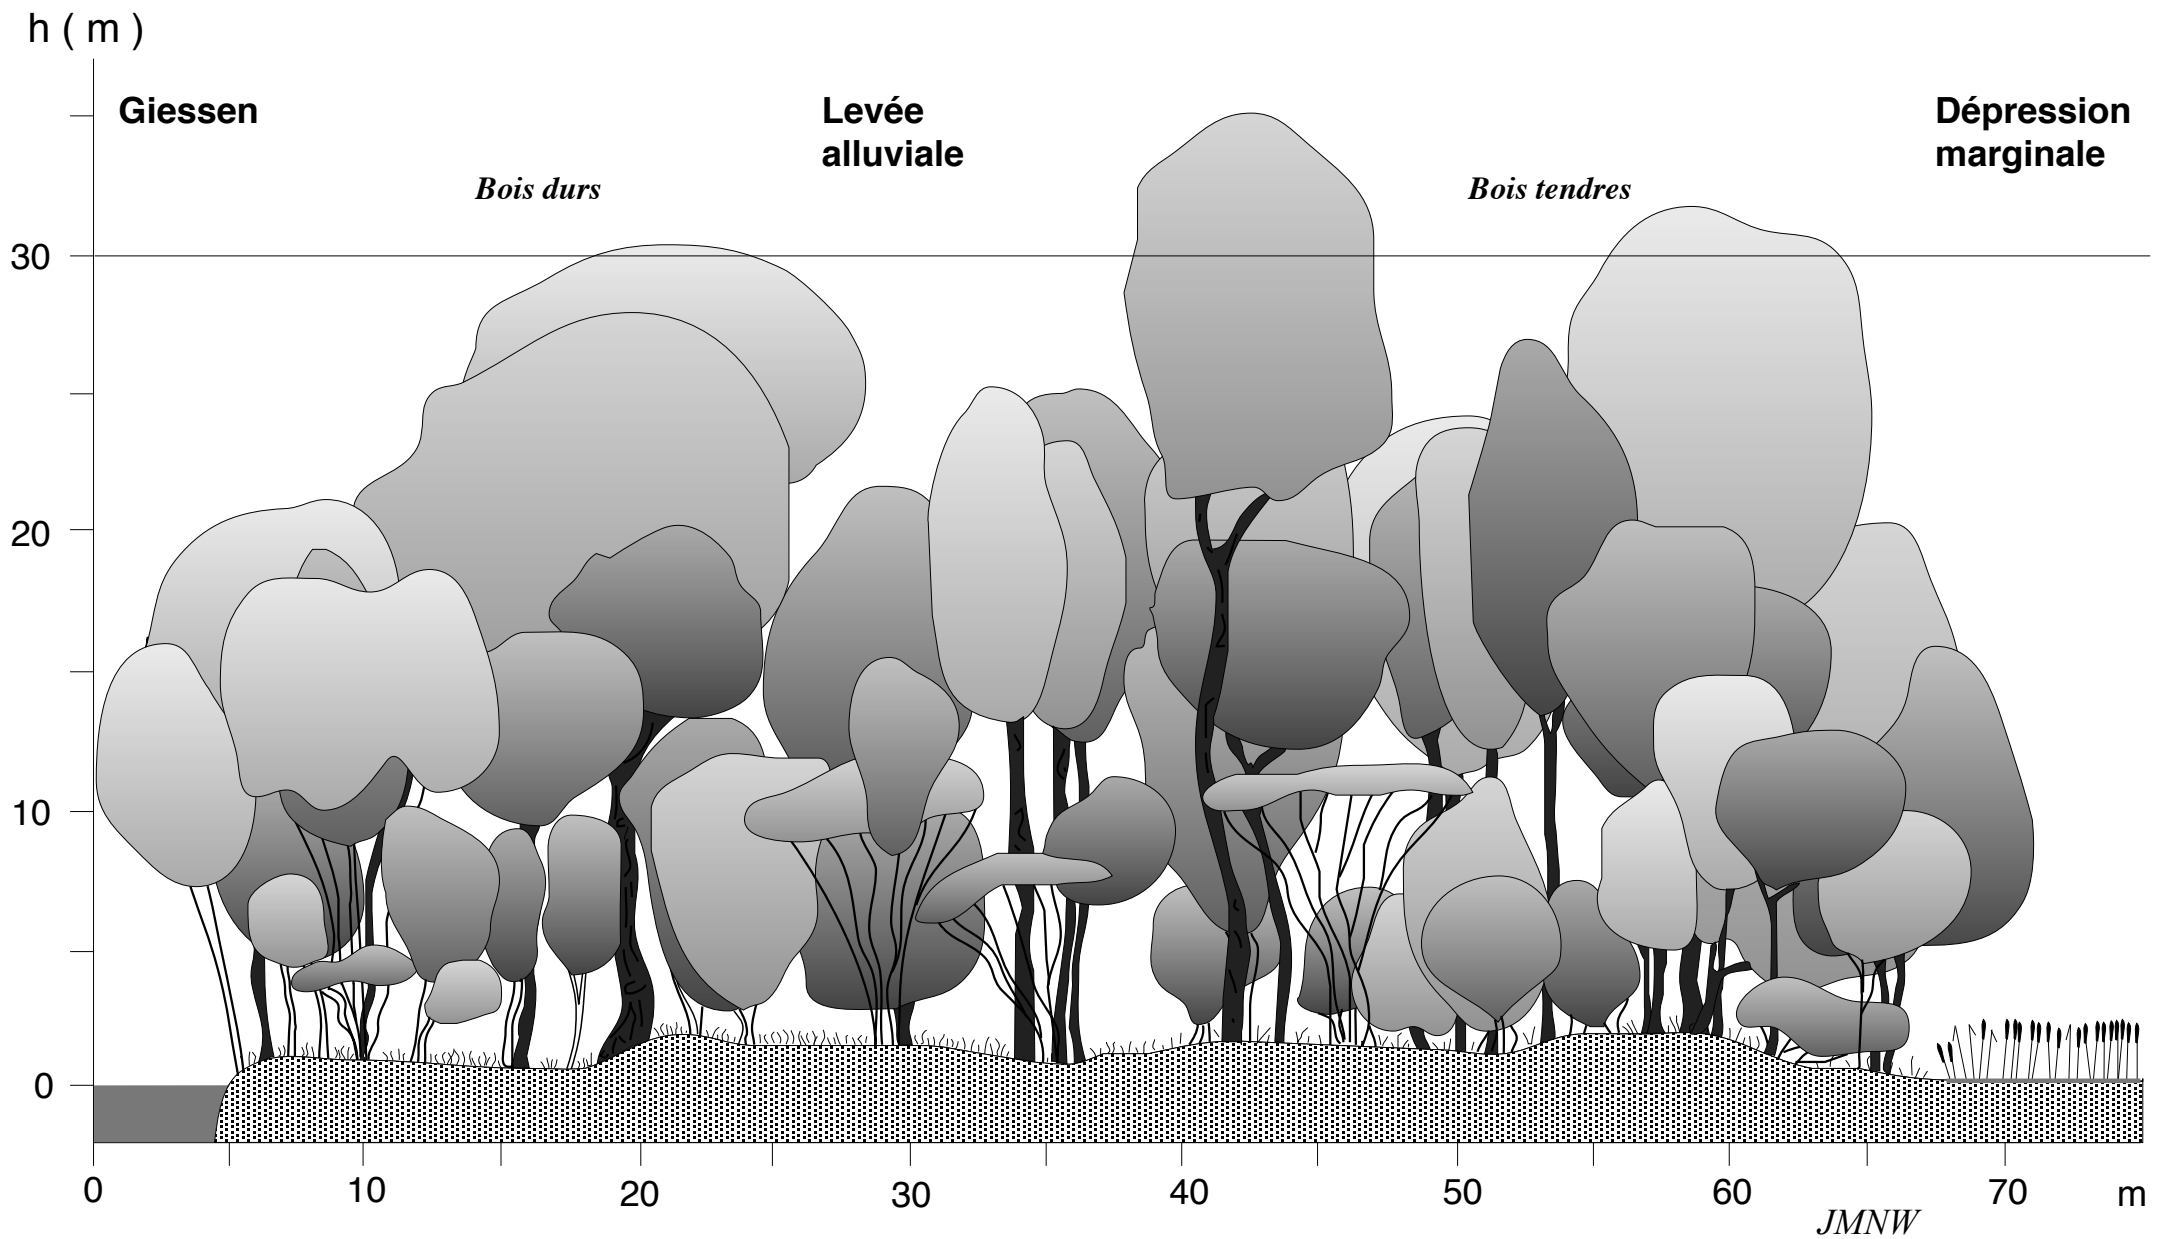 h ( m )
Giessen
Levée
alluviale
Dépression
marginale
Bois durs
Bois tendres
30
20
10
0
0 10 20 30 40 50 60 70 m
JMNW